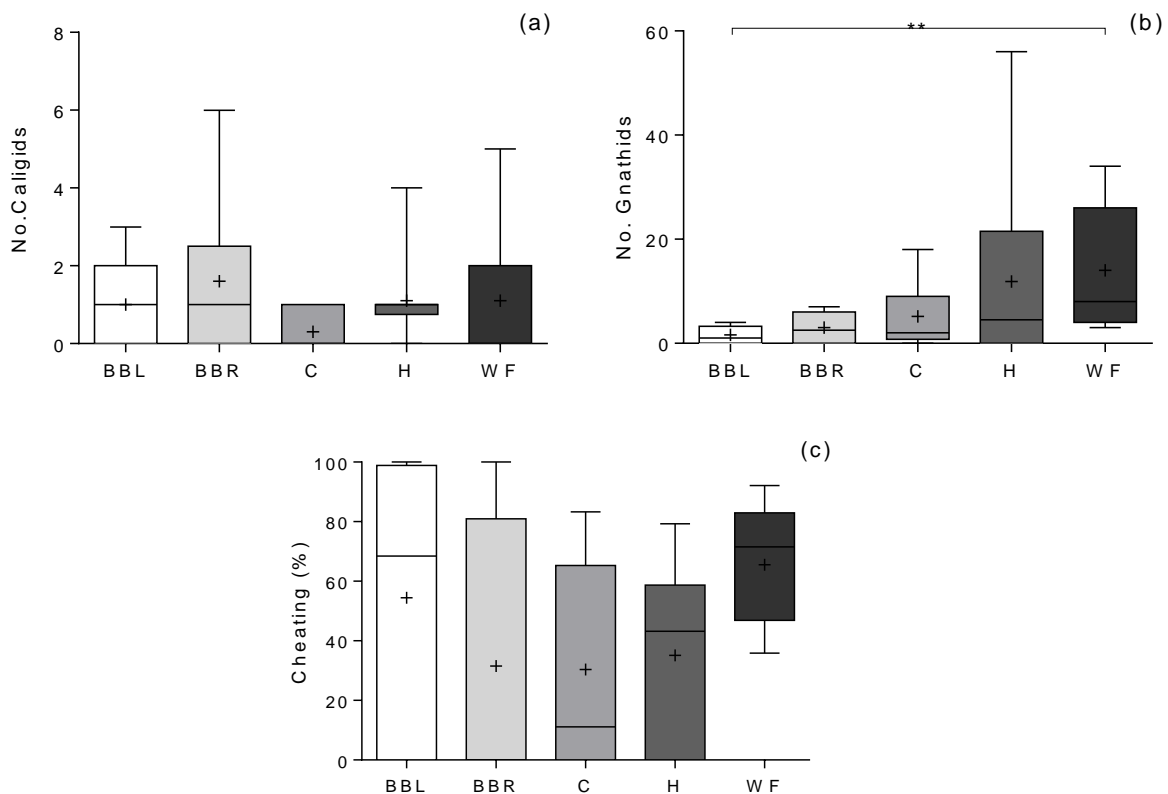 (a)
No.Caligids
8
6
4
2
0
BBL BBR C H WF
(b)
**
No. Gnathids
60
40
20
0
BBL BBR C H WF
(c)
Cheating (%)
100
80
60
40
20
0
BBL BBR C H WF